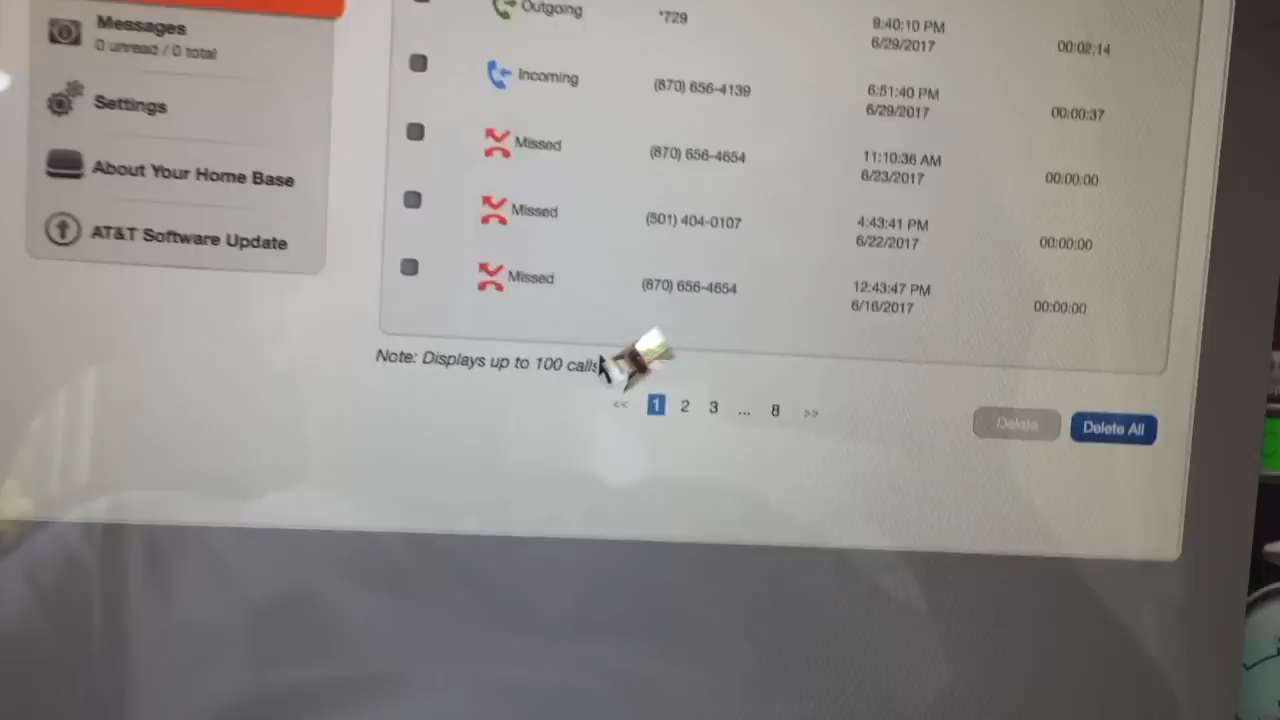 Messages
0 unread / 0 total
Settings
About Your Home Base
AT&T Software Update
Outgoing *729 9:40:10 PM 6/29/2017 00:02:14
Incoming (870) 656-4139 6:51:40 PM 6/29/2017 00:00:37
Missed (870) 656-4654 11:10:36 AM 6/23/2017 00:00:00
Missed (501) 404-0107 4:43:41 PM 6/22/2017 00:00:00
Missed (870) 656-4654 12:43:47 PM 6/16/2017 00:00:00
Note: Displays up to 100 calls
<< 1 2 3 ... 8 >>
Delete Delete All